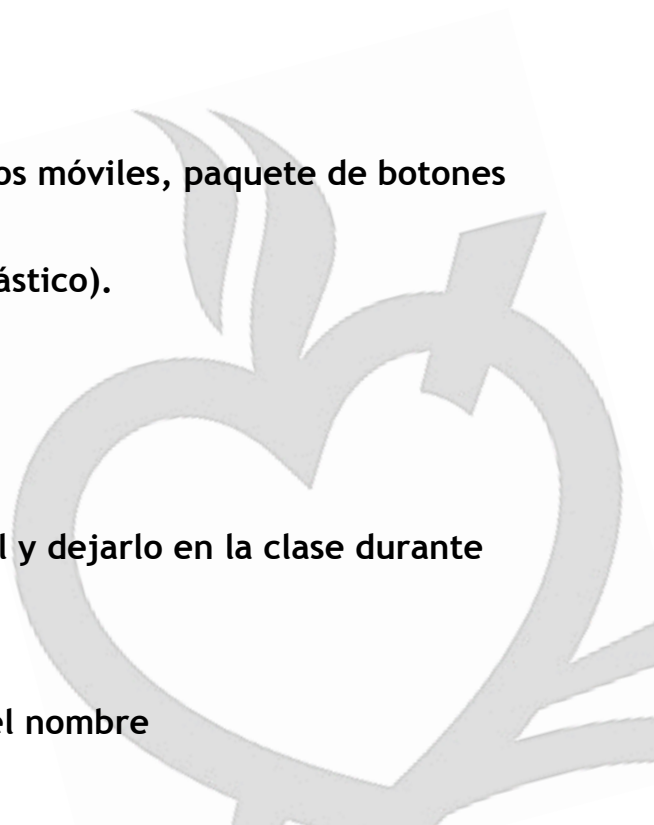 os móviles, paquete de botones
ástico).
y dejarlo en la clase durante
el nombre